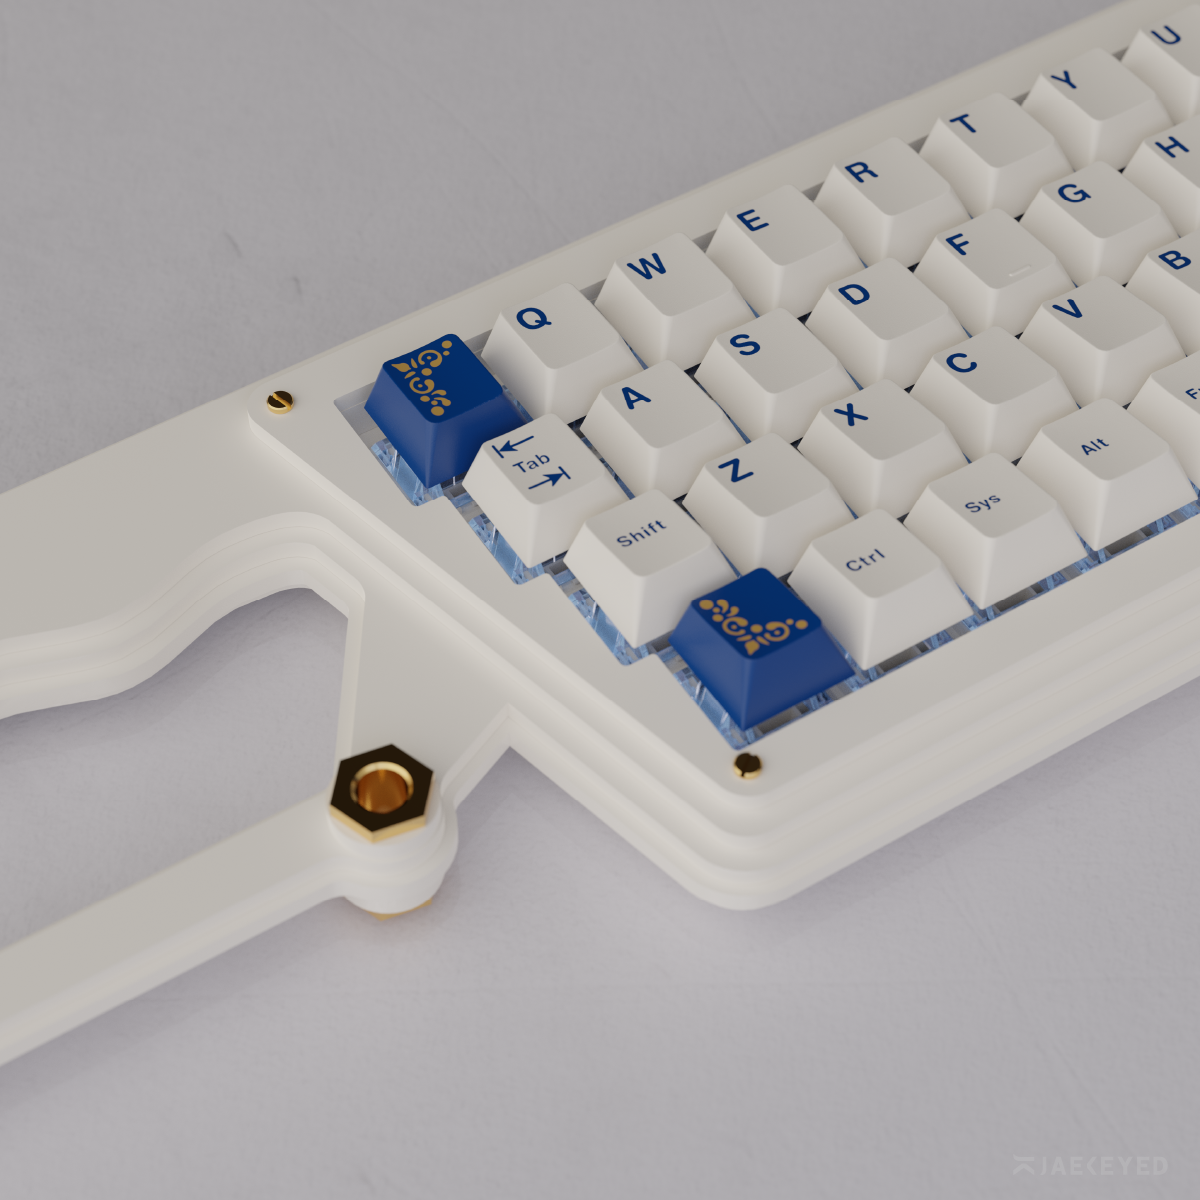 Q W E R T Y U
Tab A S D F G H
Shift Z X C V B
Ctrl Sys Alt
JAEKEYED